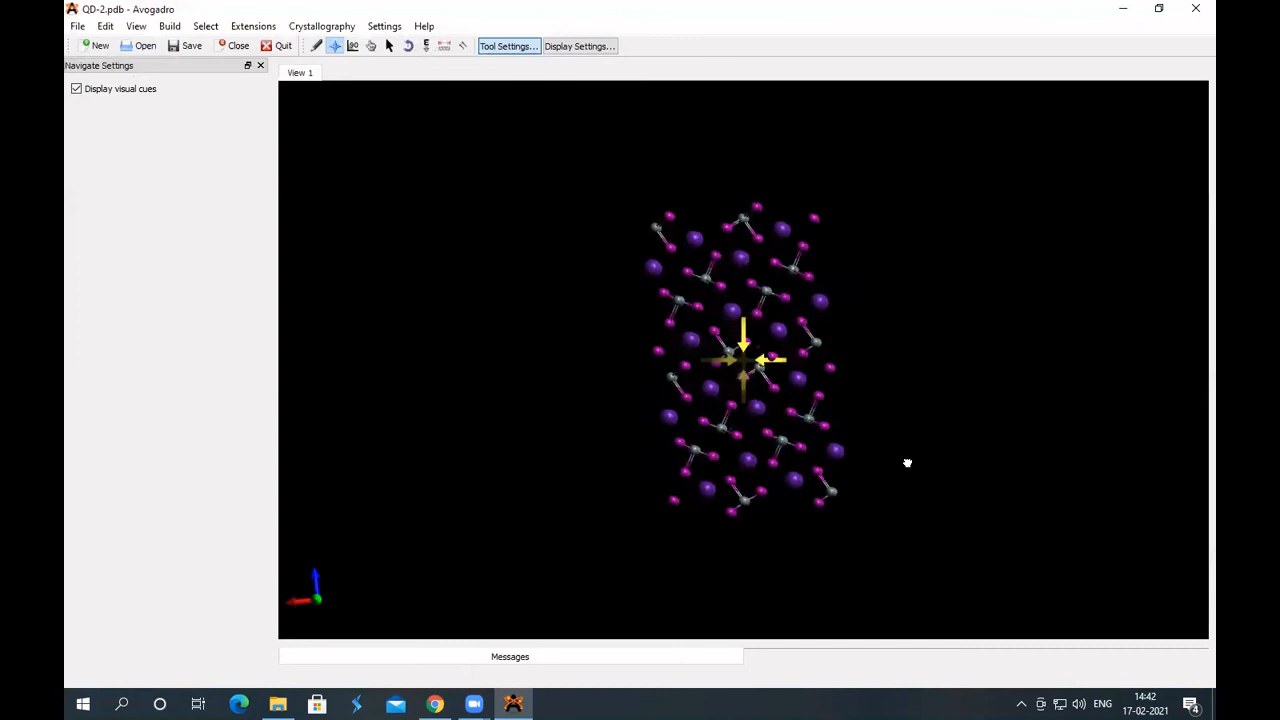 QD-2.pdb - Avogadro
File Edit View Build Select Extensions Crystallography Settings Help
New Open Save Close Quit Tool Settings... Display Settings...
Navigate Settings
View 1
Display visual cues
Messages
ENG
14:42
17-02-2021
4